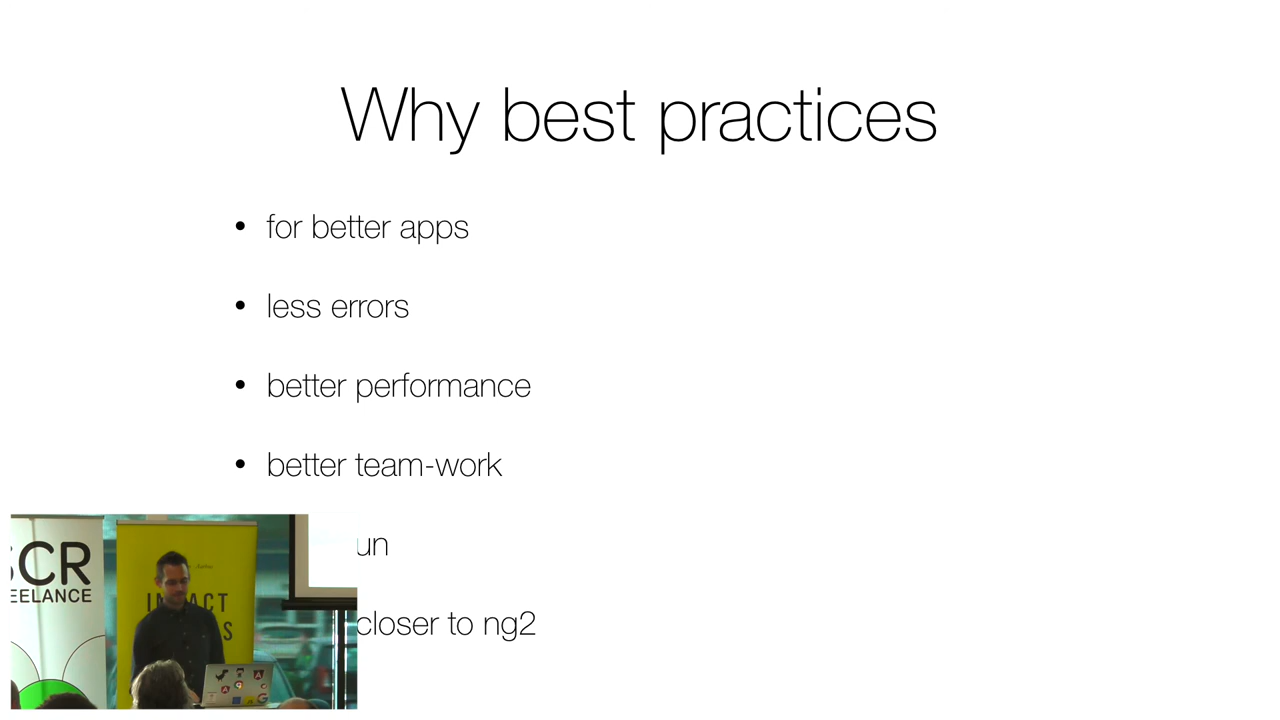 Why best practices
• for better apps
• less errors
• better performance
• better team-work
un
closer to ng2
CR
EELANCE